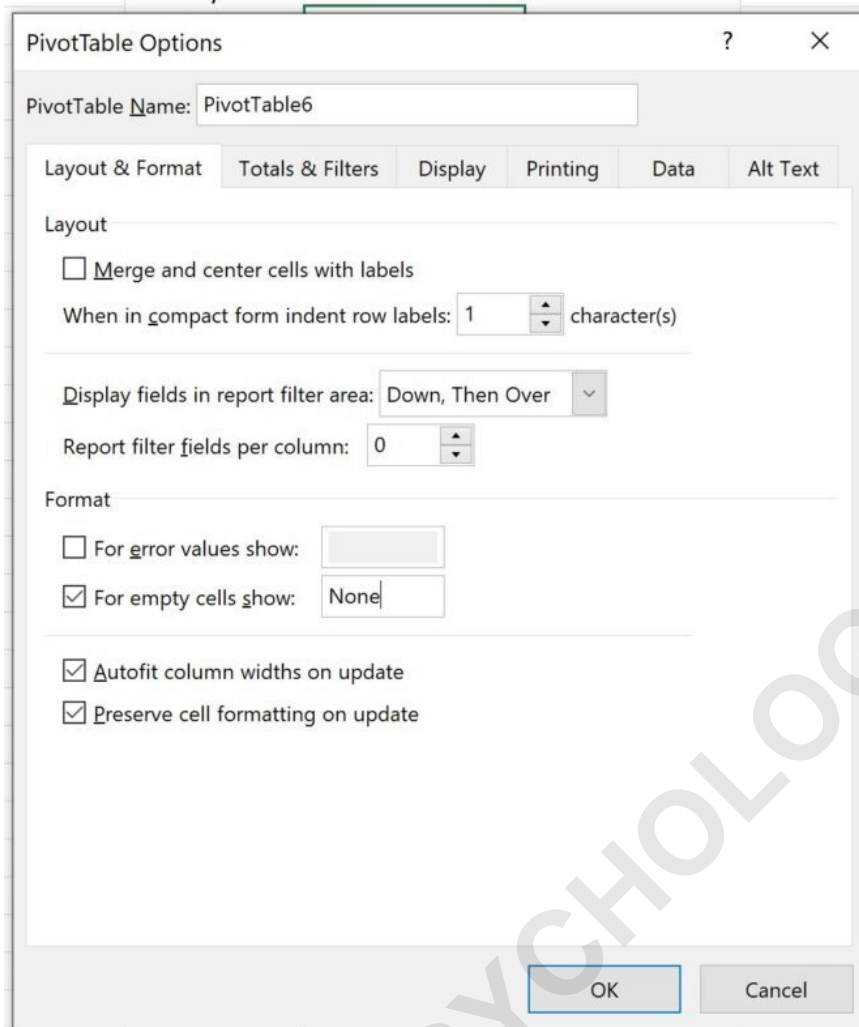 PivotTable Options ?
PivotTable Name: PivotTable6
Layout & Format Totals & Filters Display Printing Data Alt Text
Layout
Merge and center cells with labels
When in compact form indent row labels: 1 character(s)
Display fields in report filter area: Down, Then Over
Report filter fields per column: 0
Format
For error values show:
For empty cells show: None
Autofit column widths on update
Preserve cell formatting on update
OK Cancel